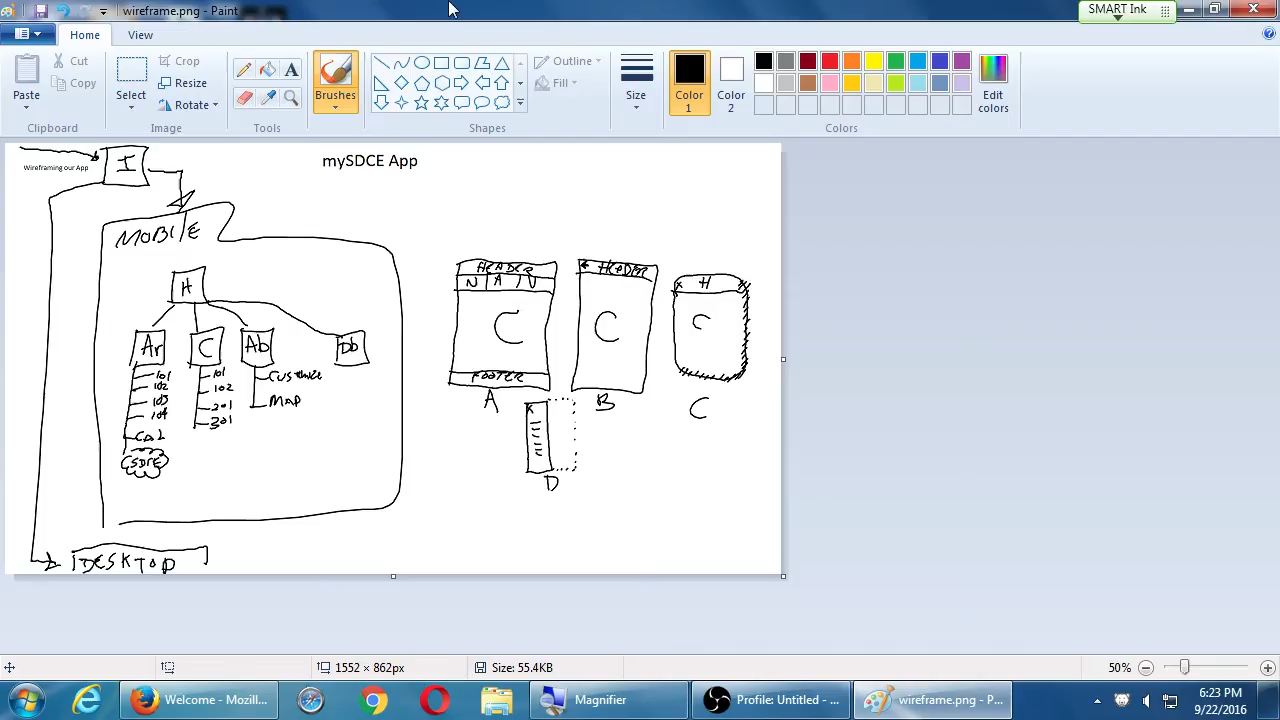 wireframe.png - Paint
SMART Ink
Home
View
Paste
Cut
Copy
Clipboard
Select
Crop
Resize
Rotate
Image
Tools
Brushes
Shapes
Outline
Fill
Size
Color 1
Color 2
Edit colors
Colors
Wireframing our App
I
mySDCE App
MOBILE
H
Ar
C
Ab
Db
101
102
103
104
CAL
SDCE
101
102
201
301
Customize
MAP
DESKTOP
HEADER
N A V
C
FOOTER
A
HEADER
C
B
x H
C
C
x
D
1552 × 862px
Size: 55.4KB
50%
Welcome - Mozill...
Magnifier
Profile: Untitled - ...
wireframe.png - P...
6:23 PM
9/22/2016